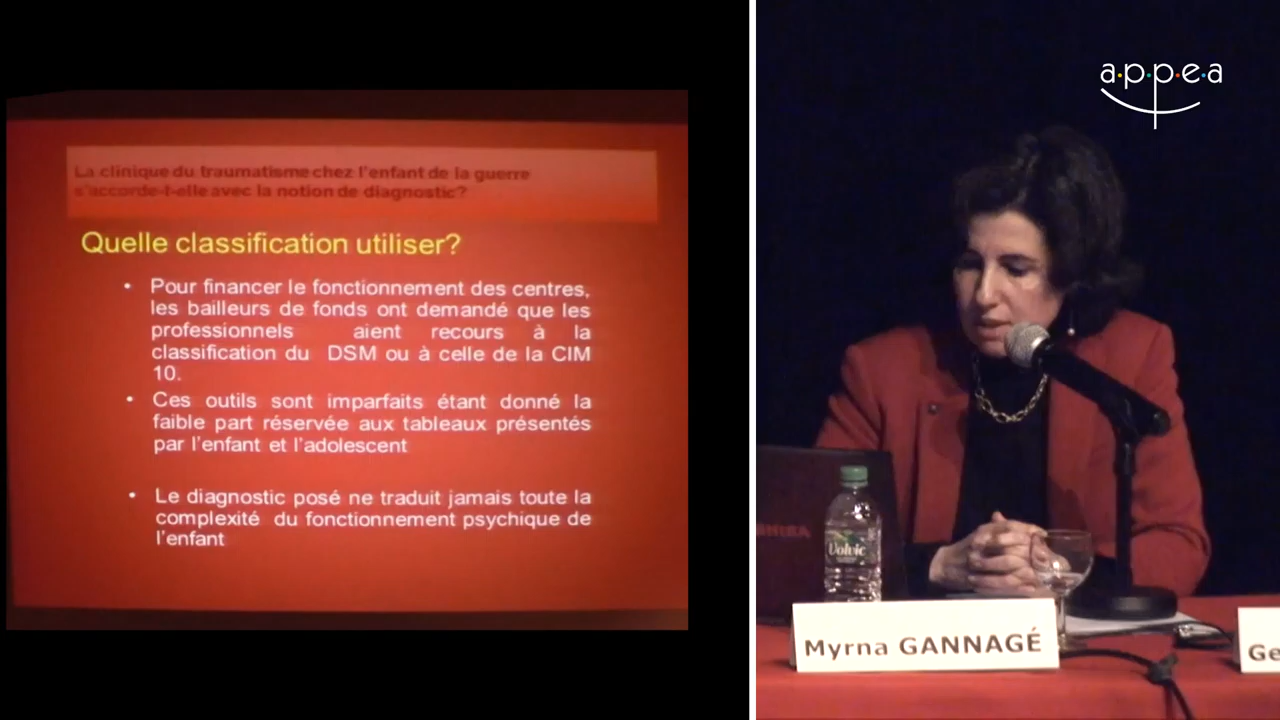 La clinique du traumatisme chez l'enfant de la guerre
s'accorde-t-elle avec la notion de diagnostic?
Quelle classification utiliser?
• Pour financer le fonctionnement des centres,
les bailleurs de fonds ont demandé que les
professionnels aient recours à la
classification du DSM ou à celle de la CIM
10.
• Ces outils sont imparfaits étant donné la
faible part réservée aux tableaux présentés
par l'enfant et l'adolescent
• Le diagnostic posé ne traduit jamais toute la
complexité du fonctionnement psychique de
l'enfant
a·p·p·e·a
Volvic
Myrna GANNAGÉ
Ge